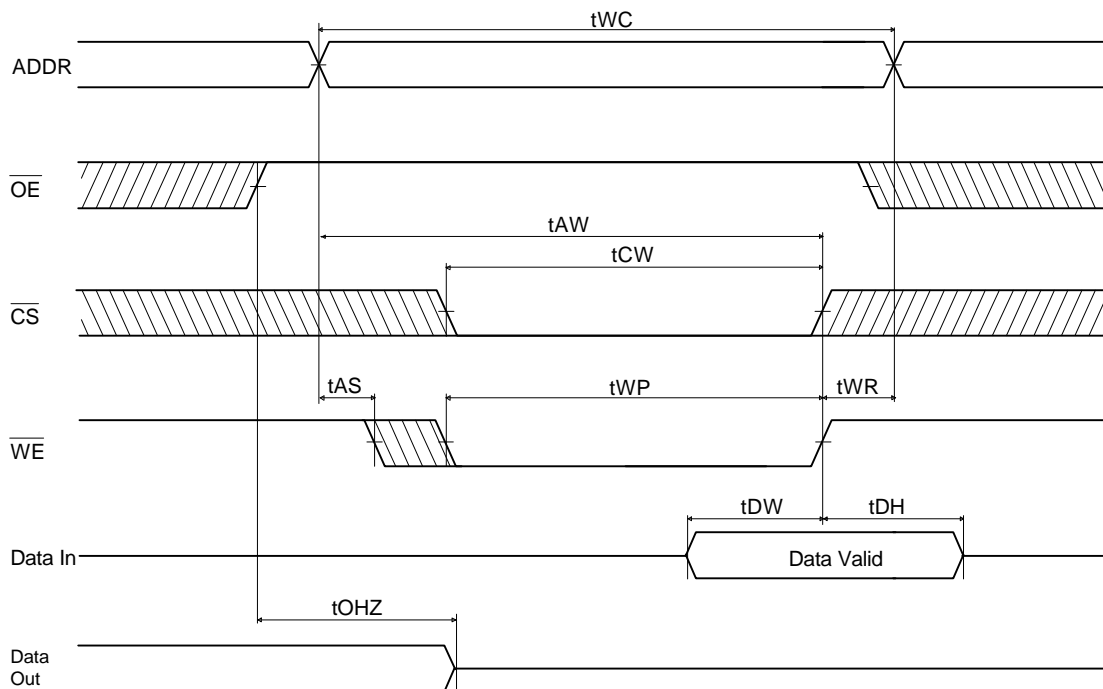 tWC
ADDR
OE
tAW
tCW
CS
tAS
tWP
tWR
WE
tDW
tDH
Data In
Data Valid
tOHZ
Data
Out